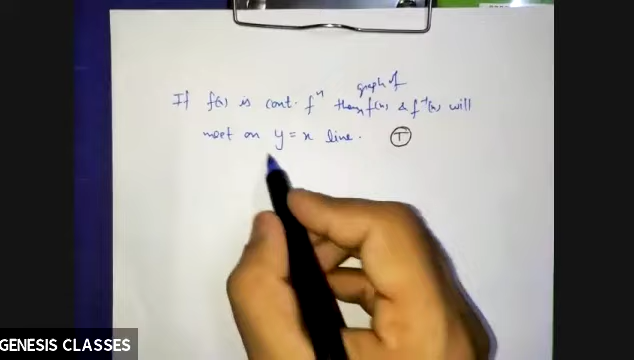 graph of
If f(x) is cont. fⁿ then f(x) & f⁻¹(x) will
meet on y = x line. T
GENESIS CLASSES